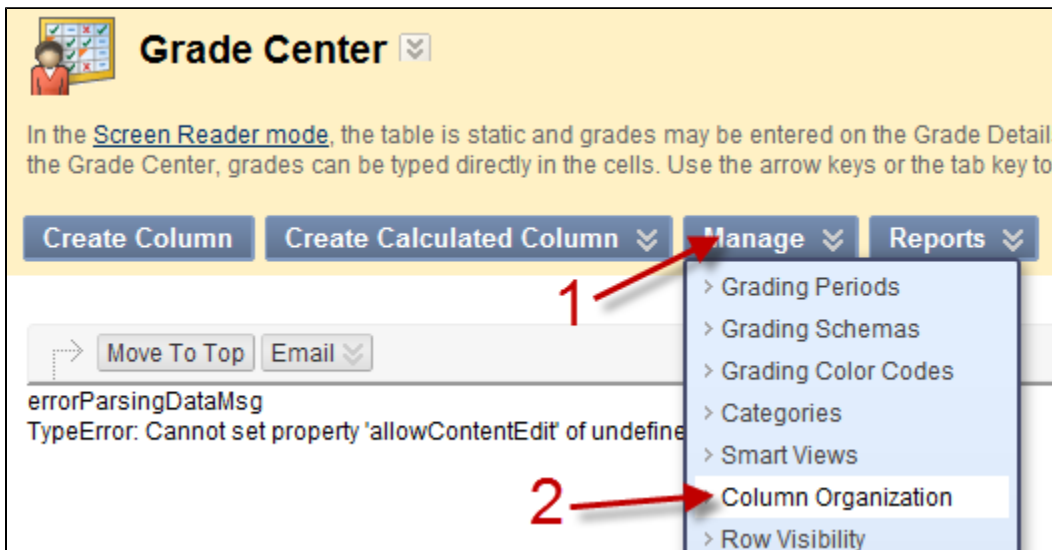 Grade Center
In the Screen Reader mode, the table is static and grades may be entered on the Grade Detail
the Grade Center, grades can be typed directly in the cells. Use the arrow keys or the tab key to
Create Column Create Calculated Column Manage Reports
1
> Grading Periods
> Grading Schemas
Move To Top Email
> Grading Color Codes
errorParsingDataMsg
> Categories
TypeError: Cannot set property 'allowContentEdit' of undefine
> Smart Views
2
Column Organization
> Row Visibility